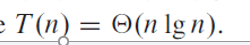 e T(n) = Θ(n lg n).